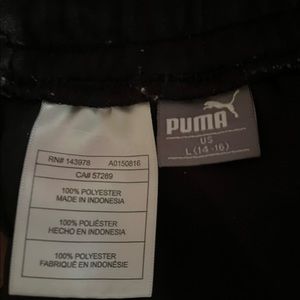 RN# 143978 A0150816
CA# 57289
100% POLYESTER
MADE IN INDONESIA
100% POLIÉSTER
HECHO EN INDONESIA
100% POLYESTER
FABRIQUÉ EN INDONÉSIE
PUMA
US
L (14-16)